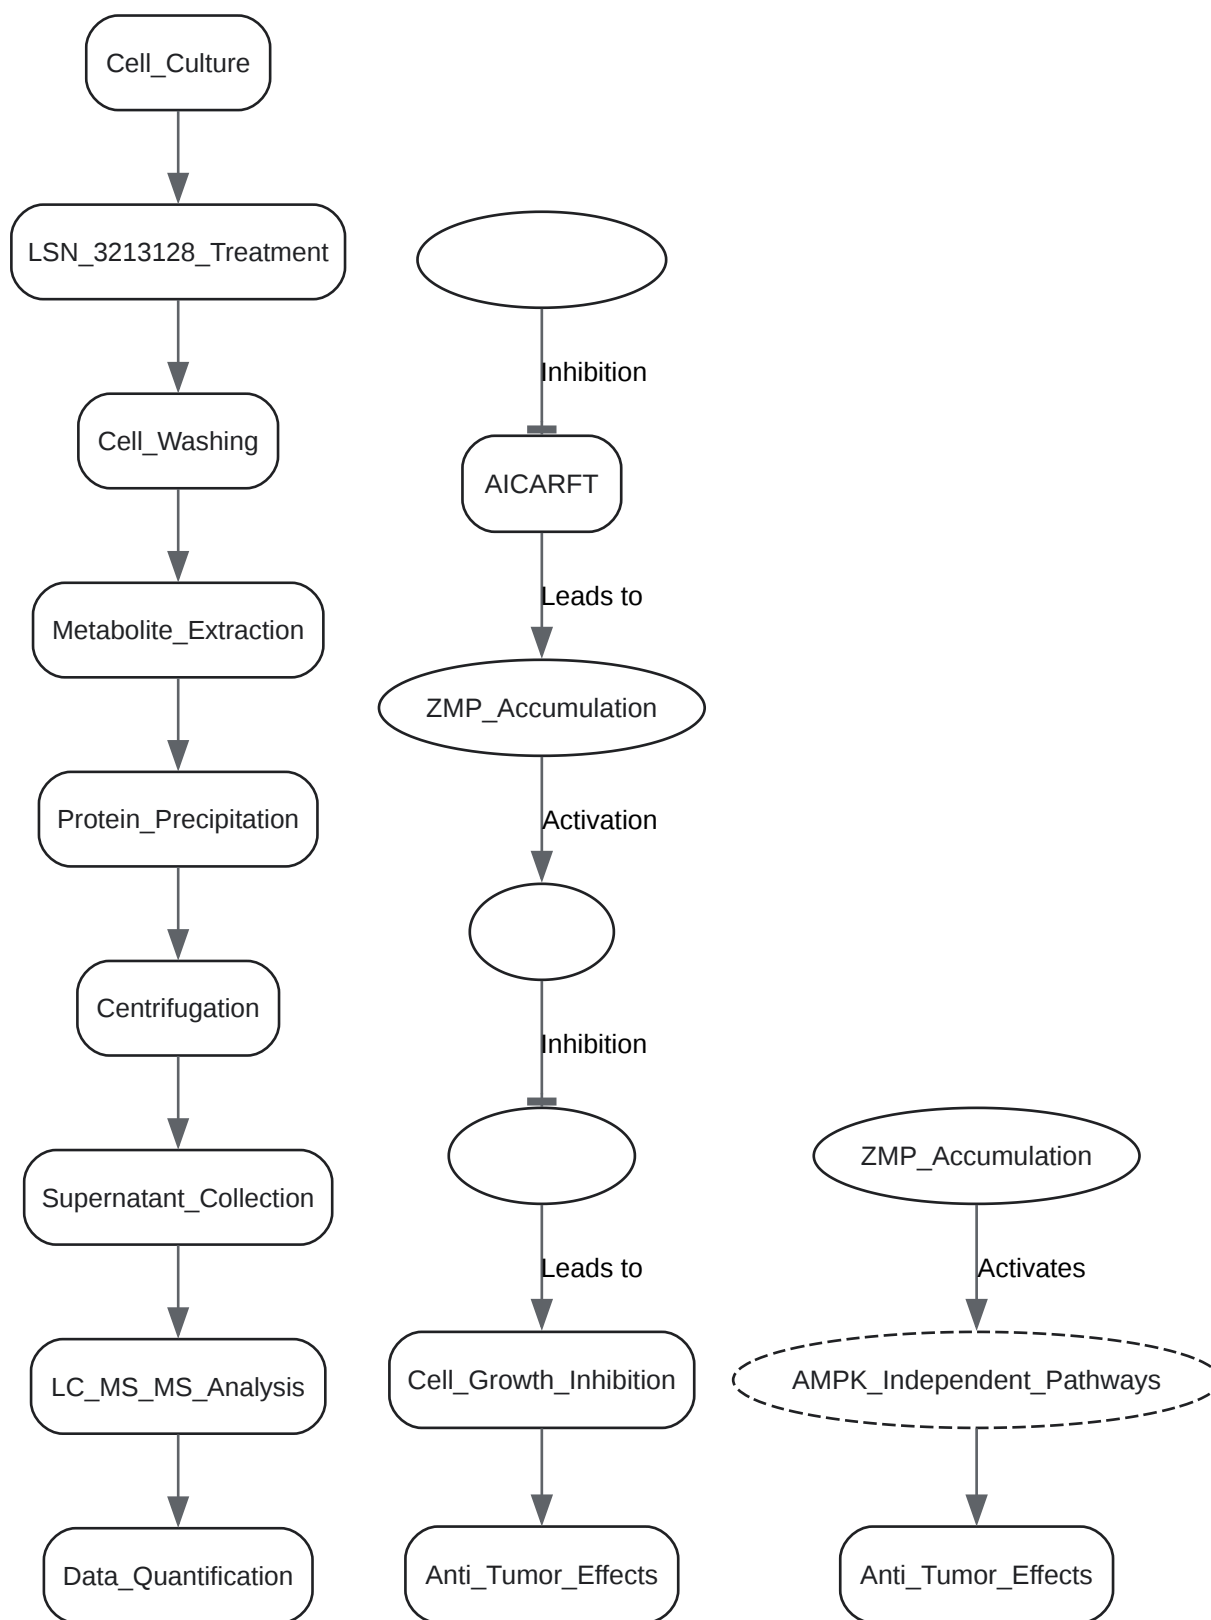 Cell_Culture
LSN_3213128_Treatment
Cell_Washing
Metabolite_Extraction
Protein_Precipitation
Centrifugation
Supernatant_Collection
LC_MS_MS_Analysis
Data_Quantification
Inhibition
AICARFT
Leads to
ZMP_Accumulation
Activation
Inhibition
Leads to
Cell_Growth_Inhibition
Anti_Tumor_Effects
ZMP_Accumulation
Activates
AMPK_Independent_Pathways
Anti_Tumor_Effects